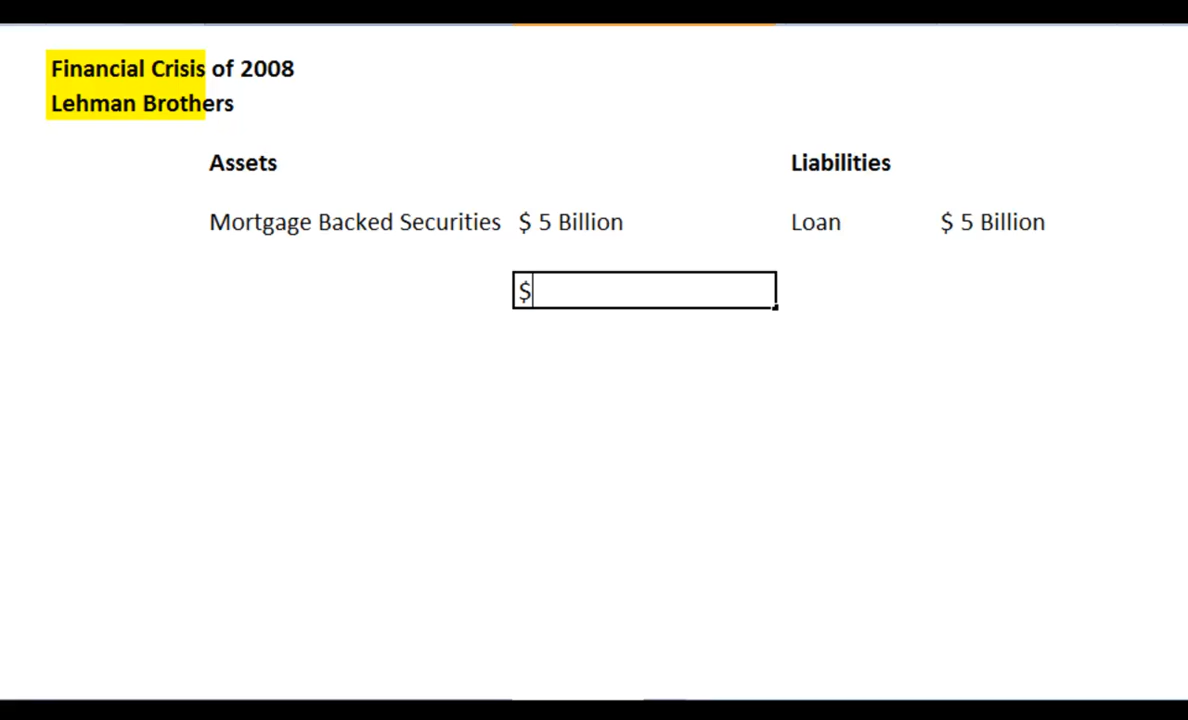 Financial Crisis of 2008
Lehman Brothers
Assets Liabilities
Mortgage Backed Securities $ 5 Billion Loan $ 5 Billion
$